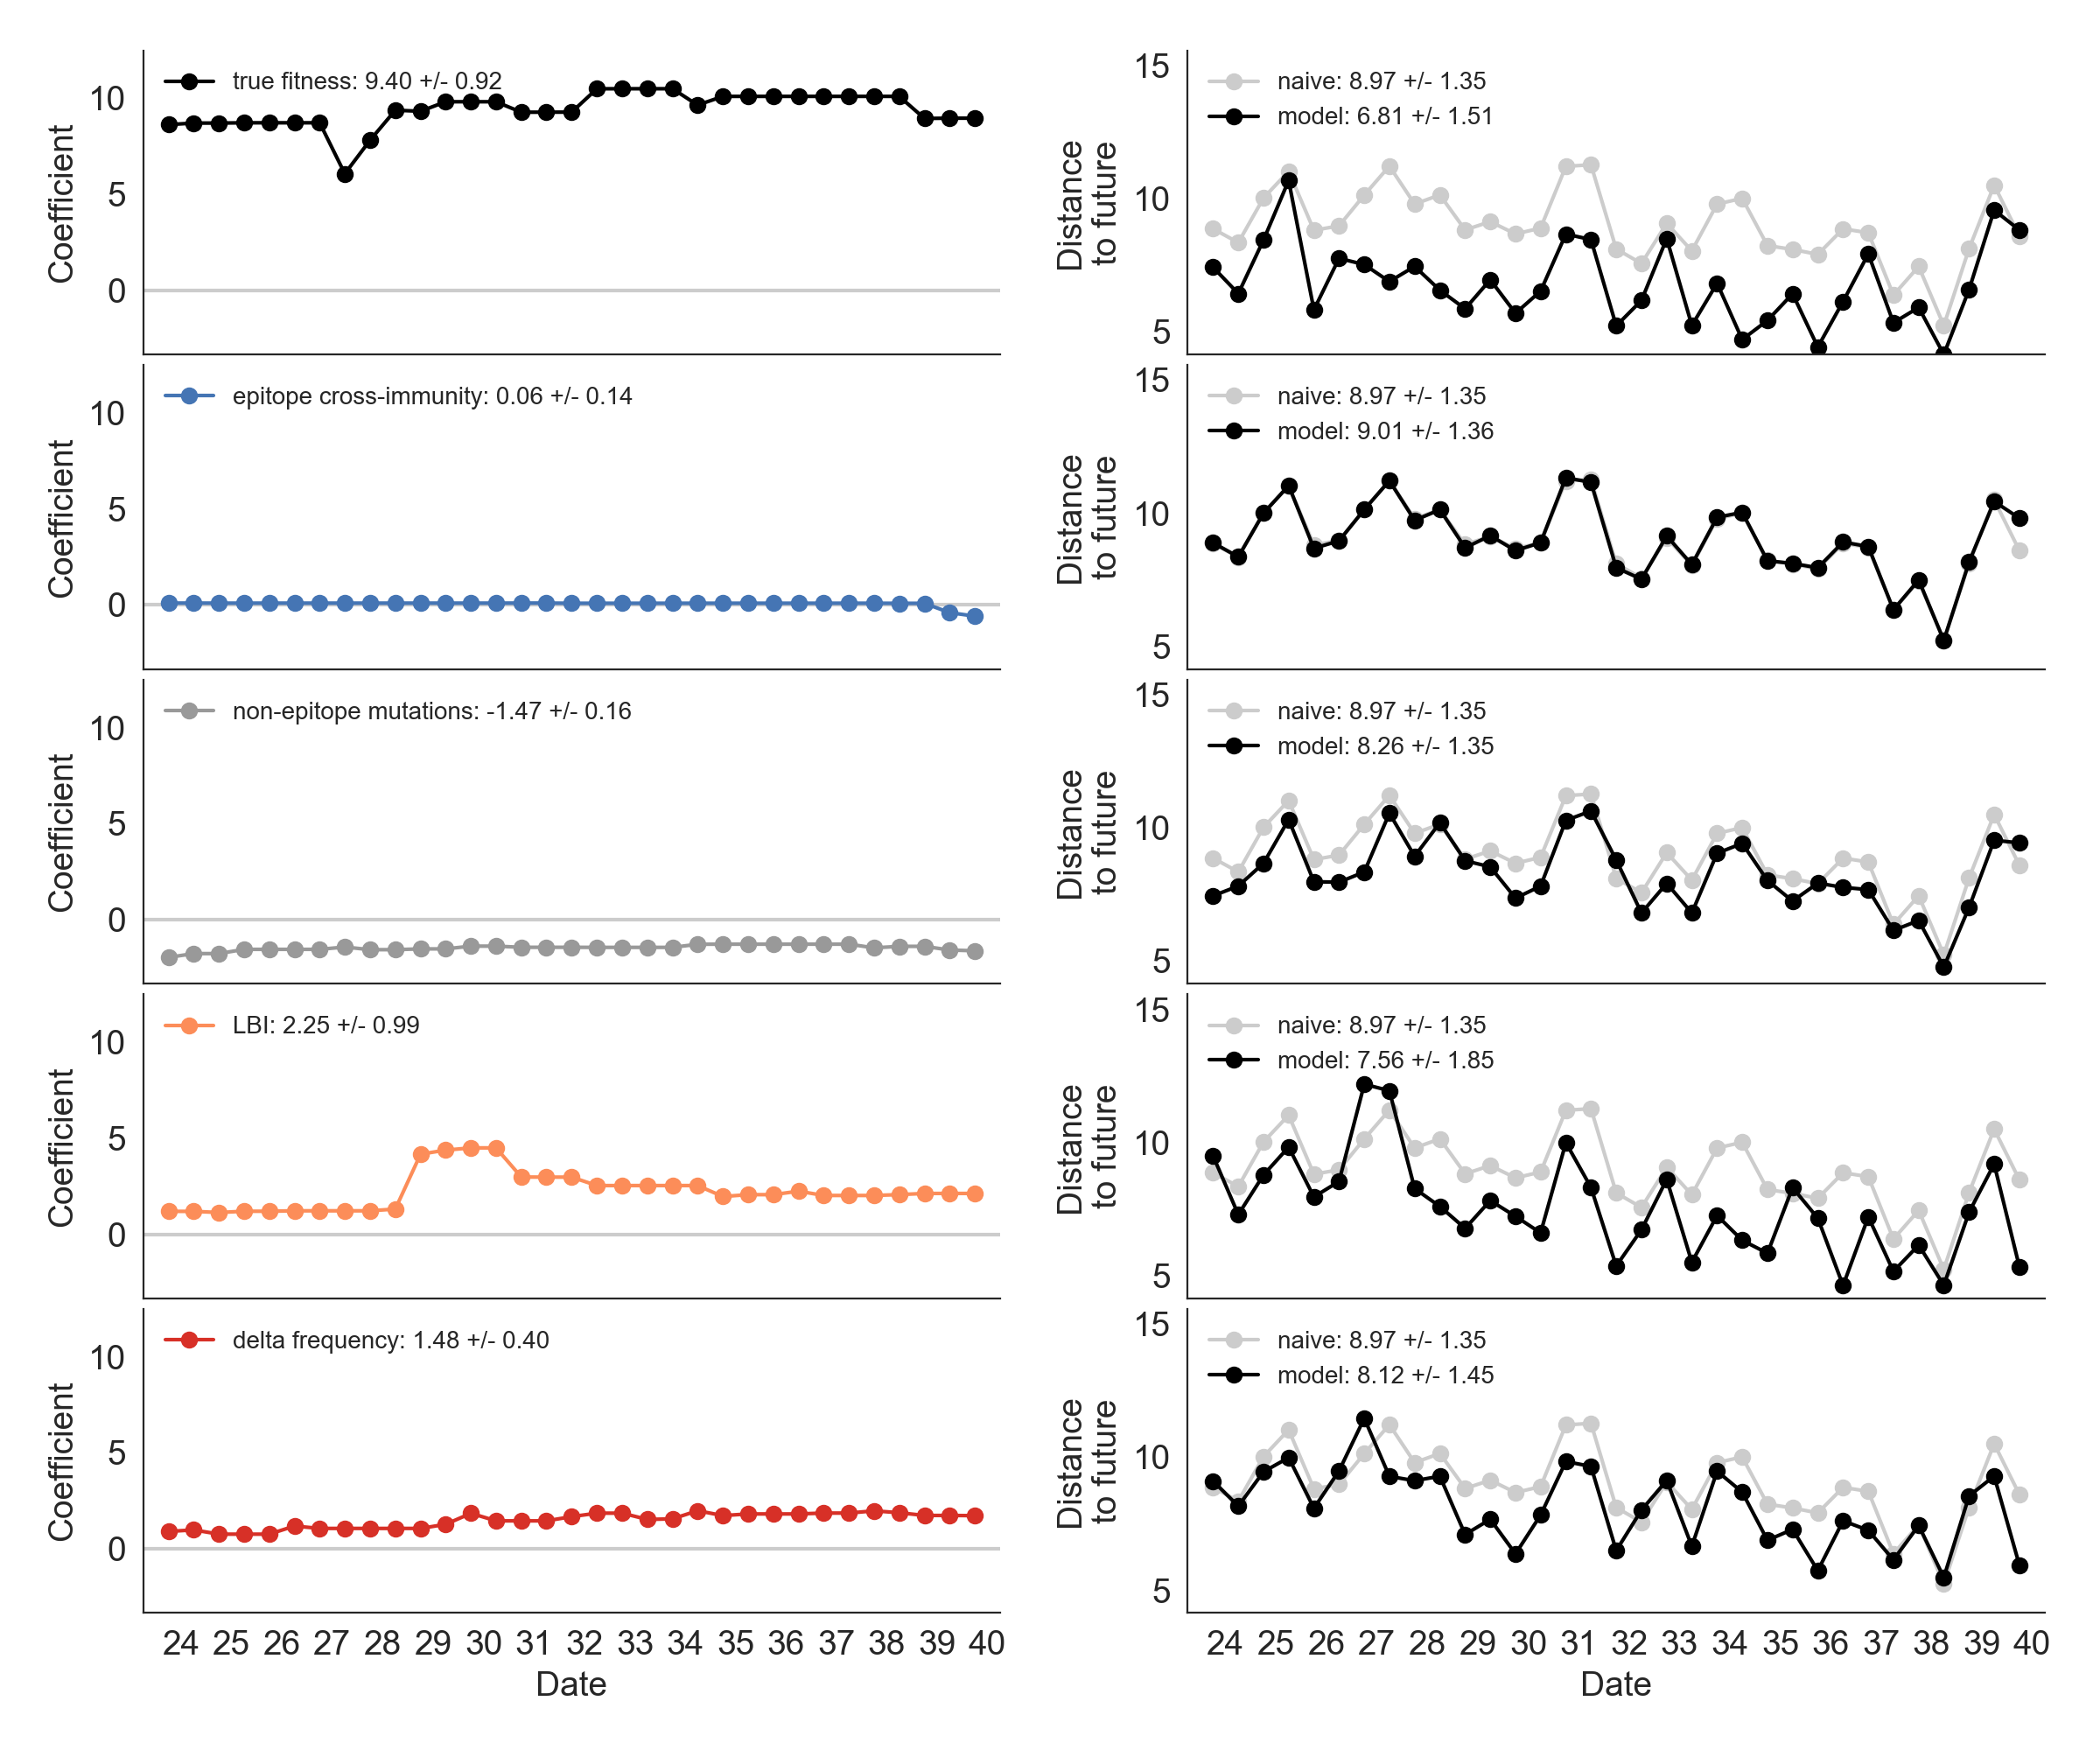 Coefficient
10
5
0
true fitness: 9.40 +/- 0.92
Distance
to future
15
10
5
naive: 8.97 +/- 1.35
model: 6.81 +/- 1.51
Coefficient
10
5
0
epitope cross-immunity: 0.06 +/- 0.14
Distance
to future
15
10
5
naive: 8.97 +/- 1.35
model: 9.01 +/- 1.36
Coefficient
10
5
0
non-epitope mutations: -1.47 +/- 0.16
Distance
to future
15
10
5
naive: 8.97 +/- 1.35
model: 8.26 +/- 1.35
Coefficient
10
5
0
LBI: 2.25 +/- 0.99
Distance
to future
15
10
5
naive: 8.97 +/- 1.35
model: 7.56 +/- 1.85
Coefficient
10
5
0
delta frequency: 1.48 +/- 0.40
24 25 26 27 28 29 30 31 32 33 34 35 36 37 38 39 40
Date
Distance
to future
15
10
5
naive: 8.97 +/- 1.35
model: 8.12 +/- 1.45
24 25 26 27 28 29 30 31 32 33 34 35 36 37 38 39 40
Date